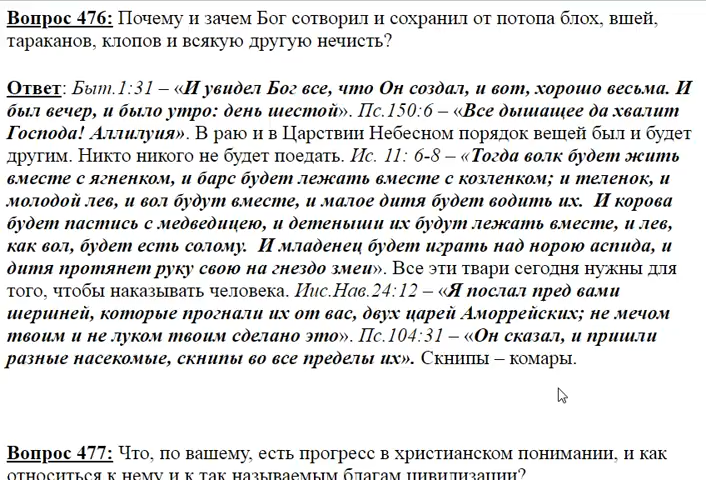 Вопрос 476: Почему и зачем Бог сотворил и сохранил от потопа блох, вшей,
тараканов, клопов и всякую другую нечисть?
Ответ: Быт.1:31 – «И увидел Бог все, что Он создал, и вот, хорошо весьма. И
был вечер, и было утро: день шестой». Пс.150:6 – «Все дышащее да хвалит
Господа! Аллилуия». В раю и в Царствии Небесном порядок вещей был и будет
другим. Никто никого не будет поедать. Ис. 11: 6-8 – «Тогда волк будет жить
вместе с ягненком, и барс будет лежать вместе с козленком; и теленок, и
молодой лев, и вол будут вместе, и малое дитя будет водить их. И корова
будет пастись с медведицею, и детеныши их будут лежать вместе, и лев,
как вол, будет есть солому. И младенец будет играть над норою аспида, и
дитя протянет руку свою на гнездо змеи». Все эти твари сегодня нужны для
того, чтобы наказывать человека. Иис.Нав.24:12 – «Я послал пред вами
шершней, которые прогнали их от вас, двух царей Аморрейских; не мечом
твоим и не луком твоим сделано это». Пс.104:31 – «Он сказал, и пришли
разные насекомые, скнипы во все пределы их». Скнипы – комары.
Вопрос 477: Что, по вашему, есть прогресс в христианском понимании, и как
относиться к нему и к так называемым благам цивилизации?